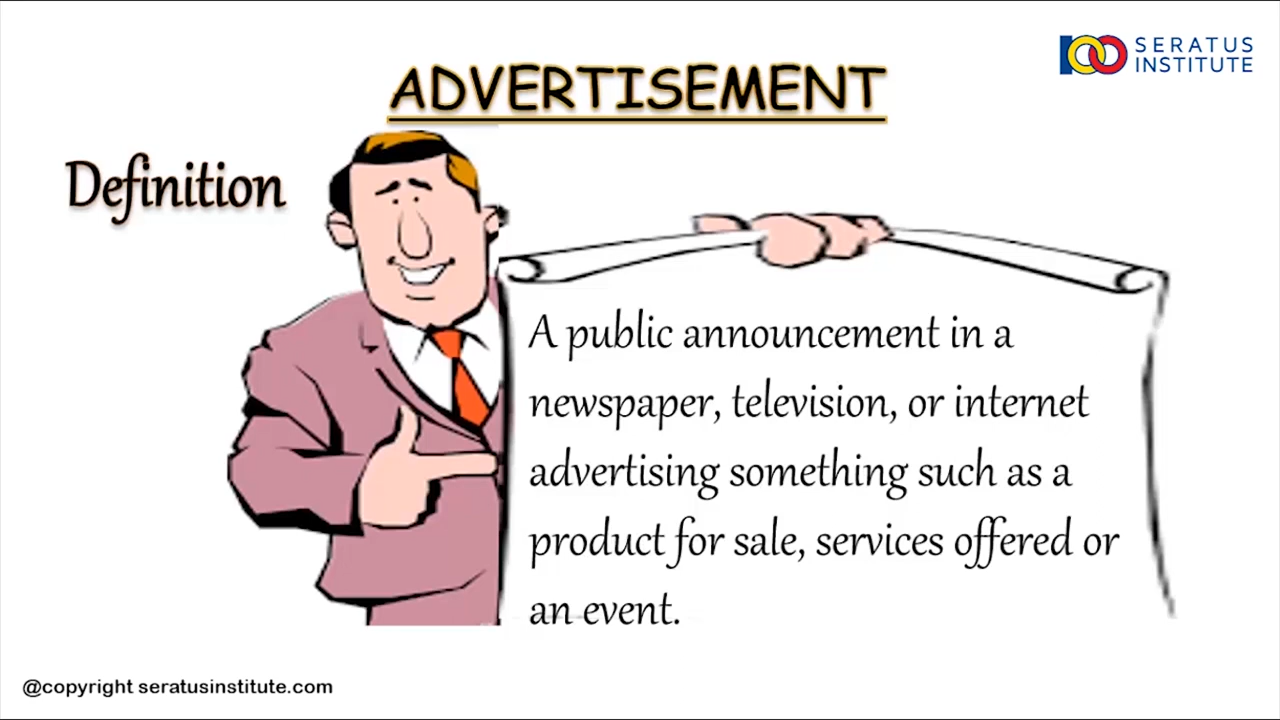 SERATUS
INSTITUTE
ADVERTISEMENT
Definition
A public announcement in a
newspaper, television, or internet
advertising something such as a
product for sale, services offered or
an event.
@copyright seratusinstitute.com